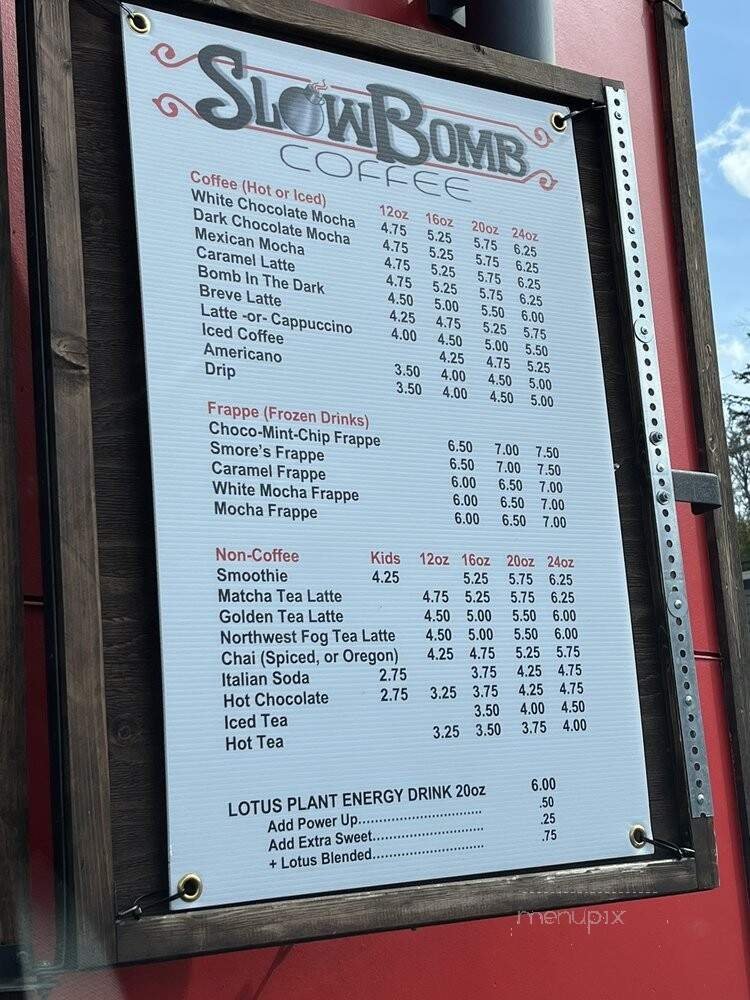 SLOWBOMB
COFFEE
Coffee (Hot or Iced) 12oz 16oz 20oz 24oz
White Chocolate Mocha 4.75 5.25 5.75 6.25
Dark Chocolate Mocha 4.75 5.25 5.75 6.25
Mexican Mocha 4.75 5.25 5.75 6.25
Caramel Latte 4.75 5.25 5.75 6.25
Bomb In The Dark 4.50 5.00 5.50 6.00
Breve Latte 4.25 4.75 5.25 5.75
Latte -or- Cappuccino 4.00 4.50 5.00 5.50
Iced Coffee 4.25 4.75 5.25
Americano 3.50 4.00 4.50 5.00
Drip 3.50 4.00 4.50 5.00
Frappe (Frozen Drinks)
Choco-Mint-Chip Frappe 6.50 7.00 7.50
Smore's Frappe 6.50 7.00 7.50
Caramel Frappe 6.00 6.50 7.00
White Mocha Frappe 6.00 6.50 7.00
Mocha Frappe 6.00 6.50 7.00
Non-Coffee Kids 12oz 16oz 20oz 24oz
Smoothie 4.25 5.25 5.75 6.25
Matcha Tea Latte 4.75 5.25 5.75 6.25
Golden Tea Latte 4.50 5.00 5.50 6.00
Northwest Fog Tea Latte 4.50 5.00 5.50 6.00
Chai (Spiced, or Oregon) 4.25 4.75 5.25 5.75
Italian Soda 2.75 3.75 4.25 4.75
Hot Chocolate 2.75 3.25 3.75 4.25 4.75
Iced Tea 3.50 4.00 4.50
Hot Tea 3.25 3.50 3.75 4.00
LOTUS PLANT ENERGY DRINK 20oz 6.00
Add Power Up.............................. .50
Add Extra Sweet........................... .25
+ Lotus Blended........................... .75
menupix